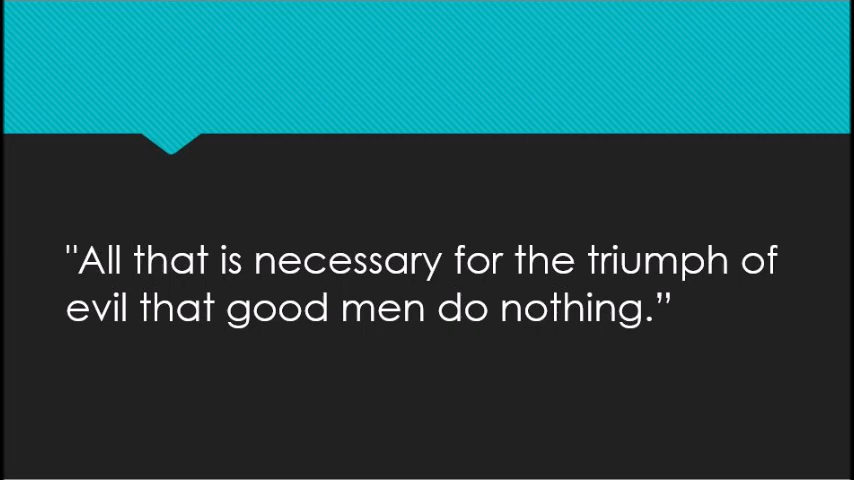 "All that is necessary for the triumph of
evil that good men do nothing.”